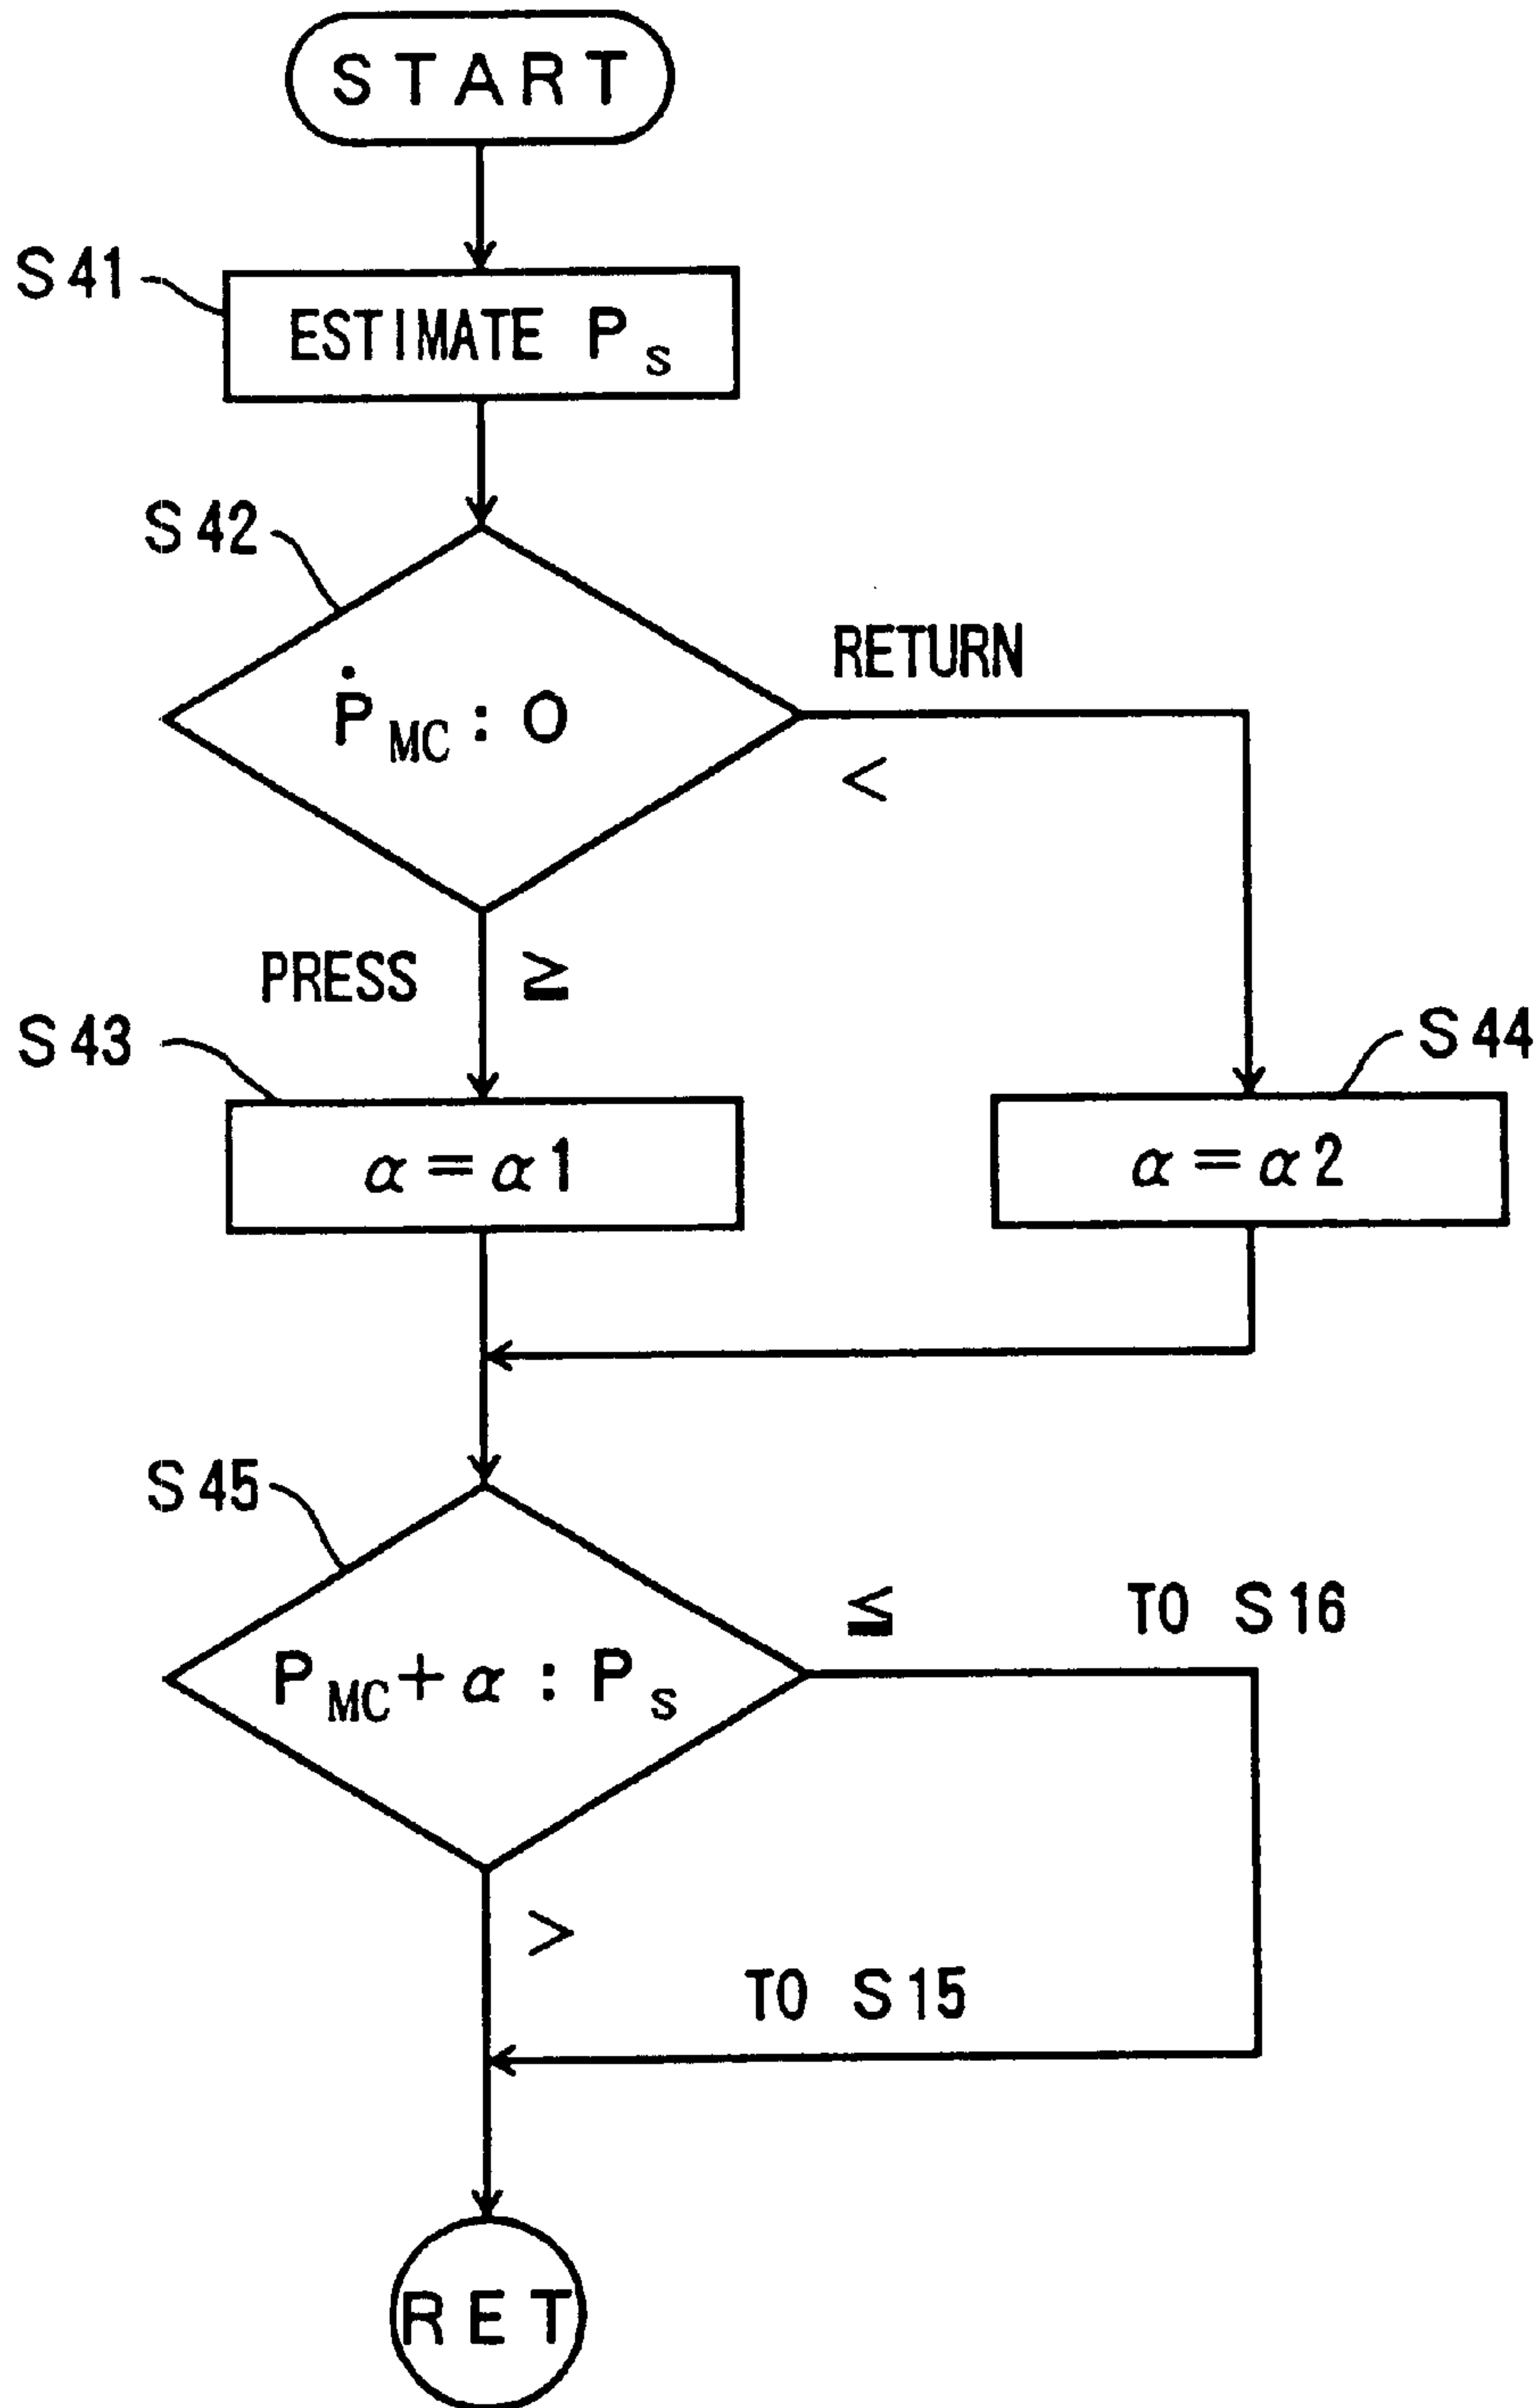 START
S41
ESTIMATE Ps
S42
ṖMC : 0
RETURN
<
PRESS
≧
S43
S44
α=α1
α=α2
S45
≦
TO S16
PMC+α : Ps
>
TO S15
RET